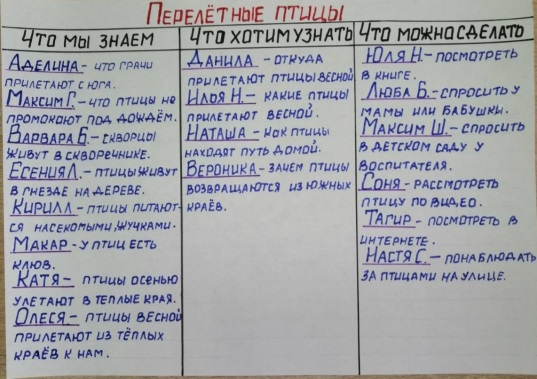 Перелётные птицы
Что мы знаем
Аделина - что грачи
прилетают с юга.
Максим Г. - что птицы не
промокают под дождём.
Варвара Б. - скворцы
живут в скворечнике.
Есения Л. - птицы живут
в гнезде на дереве.
Кирилл - птицы питают-
ся насекомыми, жучками.
Макар - у птиц есть
клюв.
Катя - птицы осенью
улетают в теплые края.
Олеся - птицы весной
прилетают из тёплых
краёв к нам.
Что хотим узнать
Данила - откуда
прилетают птицы весной
Илья Н. - какие птицы
прилетают весной.
Наташа - как птицы
находят путь домой.
Вероника - зачем птицы
возвращаются из южных
краёв.
Что можно сделать
Юля Н. - посмотреть
в книге.
Люба Б. - спросить у
мамы или бабушки.
Максим Ш. - спросить
в детском саду у
воспитателя.
Соня - рассмотреть
птицу по видео.
Тагир - посмотреть в
интернете.
Настя С. - понаблюдать
за птицами на улице.